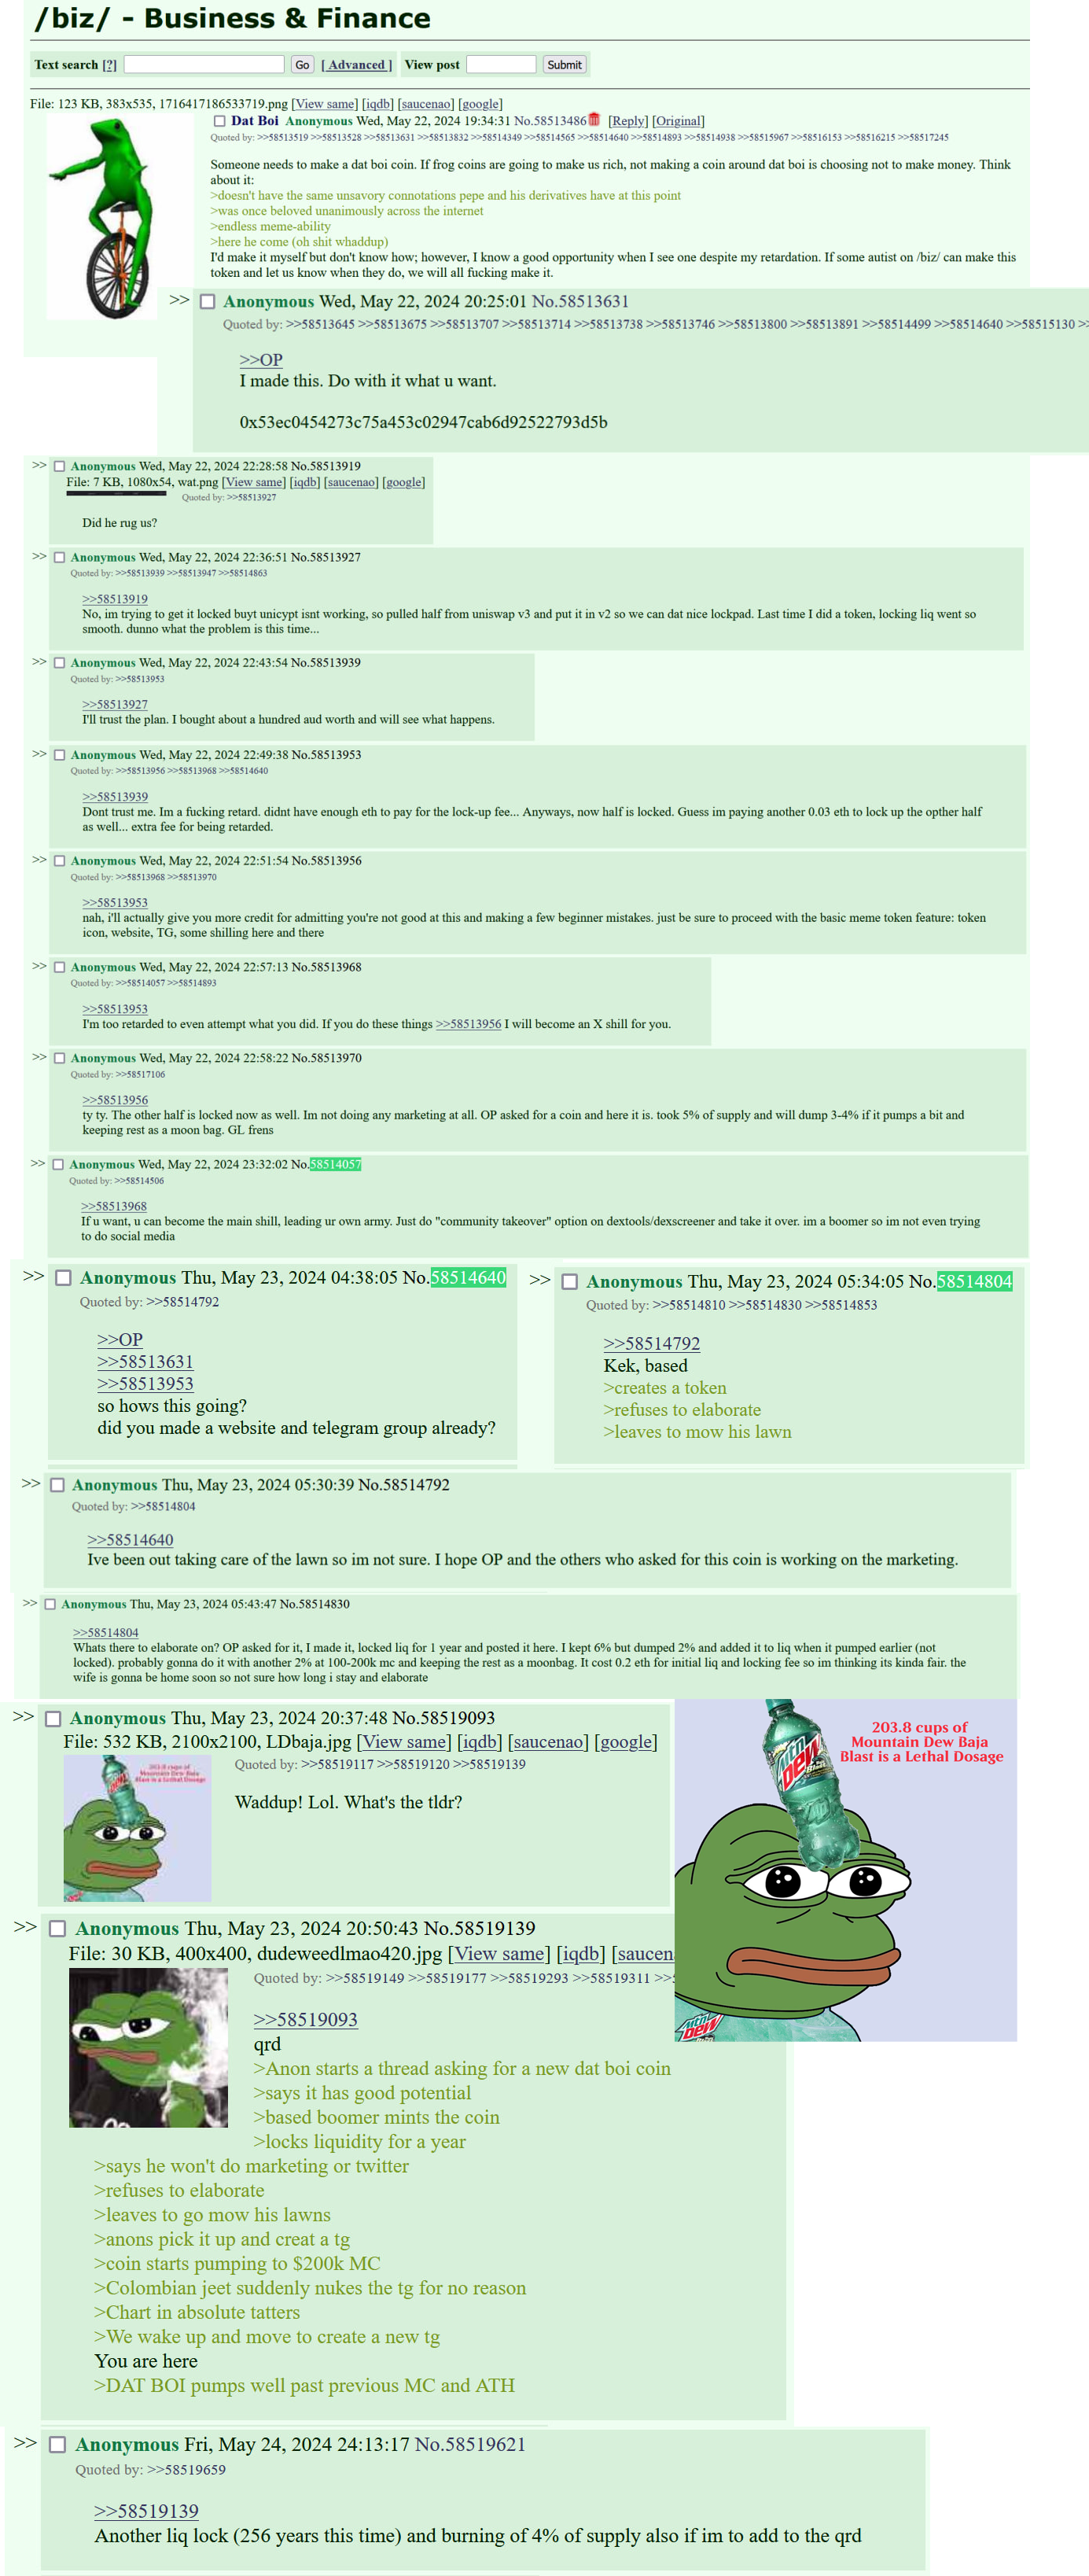 /biz/ - Business & Finance
Text search [?] Go [ Advanced ] View post Submit
File: 123 KB, 383x535, 1716417186533719.png [View same] [iqdb] [saucenao] [google]
Dat Boi Anonymous Wed, May 22, 2024 19:34:31 No.58513486 [Reply] [Original]
Quoted by: >>58513519 >>58513528 >>58513631 >>58513832 >>58514349 >>58514565 >>58514640 >>58514893 >>58514938 >>58515967 >>58516153 >>58516215 >>58517245
Someone needs to make a dat boi coin. If frog coins are going to make us rich, not making a coin around dat boi is choosing not to make money. Think
about it:
>doesn't have the same unsavory connotations pepe and his derivatives have at this point
>was once beloved unanimously across the internet
>endless meme-ability
>here he come (oh shit whaddup)
I'd make it myself but don't know how; however, I know a good opportunity when I see one despite my retardation. If some autist on /biz/ can make this
token and let us know when they do, we will all fucking make it.
>> Anonymous Wed, May 22, 2024 20:25:01 No.58513631
Quoted by: >>58513645 >>58513675 >>58513707 >>58513714 >>58513738 >>58513746 >>58513800 >>58513891 >>58514499 >>58514640 >>58515130 >>
>>OP
I made this. Do with it what u want.
0x53ec0454273c75a453c02947cab6d92522793d5b
>> Anonymous Wed, May 22, 2024 22:28:58 No.58513919
File: 7 KB, 1080x54, wat.png [View same] [iqdb] [saucenao] [google]
Quoted by: >>58513927
Did he rug us?
>> Anonymous Wed, May 22, 2024 22:36:51 No.58513927
Quoted by: >>58513939 >>58513947 >>58514863
>>58513919
No, im trying to get it locked buyt unicypt isnt working, so pulled half from uniswap v3 and put it in v2 so we can dat nice lockpad. Last time I did a token, locking liq went so
smooth. dunno what the problem is this time...
>> Anonymous Wed, May 22, 2024 22:43:54 No.58513939
Quoted by: >>58513953
>>58513927
I'll trust the plan. I bought about a hundred aud worth and will see what happens.
>> Anonymous Wed, May 22, 2024 22:49:38 No.58513953
Quoted by: >>58513956 >>58513968 >>58514640
>>58513939
Dont trust me. Im a fucking retard. didnt have enough eth to pay for the lock-up fee... Anyways, now half is locked. Guess im paying another 0.03 eth to lock up the opther half
as well... extra fee for being retarded.
>> Anonymous Wed, May 22, 2024 22:51:54 No.58513956
Quoted by: >>58513968 >>58513970
>>58513953
nah, i'll actually give you more credit for admitting you're not good at this and making a few beginner mistakes. just be sure to proceed with the basic meme token feature: token
icon, website, TG, some shilling here and there
>> Anonymous Wed, May 22, 2024 22:57:13 No.58513968
Quoted by: >>58514057 >>58514893
>>58513953
I'm too retarded to even attempt what you did. If you do these things >>58513956 I will become an X shill for you.
>> Anonymous Wed, May 22, 2024 22:58:22 No.58513970
Quoted by: >>58517106
>>58513956
ty ty. The other half is locked now as well. Im not doing any marketing at all. OP asked for a coin and here it is. took 5% of supply and will dump 3-4% if it pumps a bit and
keeping rest as a moon bag. GL frens
>> Anonymous Wed, May 22, 2024 23:32:02 No.58514057
Quoted by: >>58514506
>>58513968
If u want, u can become the main shill, leading ur own army. Just do "community takeover" option on dextools/dexscreener and take it over. im a boomer so im not even trying
to do social media
>> Anonymous Thu, May 23, 2024 04:38:05 No.58514640
Quoted by: >>58514792
>>OP
>>58513631
>>58513953
so hows this going?
did you made a website and telegram group already?
>> Anonymous Thu, May 23, 2024 05:34:05 No.58514804
Quoted by: >>58514810 >>58514830 >>58514853
>>58514792
Kek, based
>creates a token
>refuses to elaborate
>leaves to mow his lawn
>> Anonymous Thu, May 23, 2024 05:30:39 No.58514792
Quoted by: >>58514804
>>58514640
Ive been out taking care of the lawn so im not sure. I hope OP and the others who asked for this coin is working on the marketing.
>> Anonymous Thu, May 23, 2024 05:43:47 No.58514830
>>58514804
Whats there to elaborate on? OP asked for it, I made it, locked liq for 1 year and posted it here. I kept 6% but dumped 2% and added it to liq when it pumped earlier (not
locked). probably gonna do it with another 2% at 100-200k mc and keeping the rest as a moonbag. It cost 0.2 eth for initial liq and locking fee so im thinking its kinda fair. the
wife is gonna be home soon so not sure how long i stay and elaborate
>> Anonymous Thu, May 23, 2024 20:37:48 No.58519093
File: 532 KB, 2100x2100, LDbaja.jpg [View same] [iqdb] [saucenao] [google]
Quoted by: >>58519117 >>58519120 >>58519139
203.8 cups of
Mountain Dew Baja
Blast is a Lethal Dosage
Waddup! Lol. What's the tldr?
203.8 cups of
Mountain Dew Baja
Blast is a Lethal Dosage
Mtn Dew
Baja Blast
Mtn Dew
>> Anonymous Thu, May 23, 2024 20:50:43 No.58519139
File: 30 KB, 400x400, dudeweedlmao420.jpg [View same] [iqdb] [saucen
Quoted by: >>58519149 >>58519177 >>58519293 >>58519311 >>5
>>58519093
qrd
>Anon starts a thread asking for a new dat boi coin
>says it has good potential
>based boomer mints the coin
>locks liquidity for a year
>says he won't do marketing or twitter
>refuses to elaborate
>leaves to go mow his lawns
>anons pick it up and creat a tg
>coin starts pumping to $200k MC
>Colombian jeet suddenly nukes the tg for no reason
>Chart in absolute tatters
>We wake up and move to create a new tg
You are here
>DAT BOI pumps well past previous MC and ATH
>> Anonymous Fri, May 24, 2024 24:13:17 No.58519621
Quoted by: >>58519659
>>58519139
Another liq lock (256 years this time) and burning of 4% of supply also if im to add to the qrd